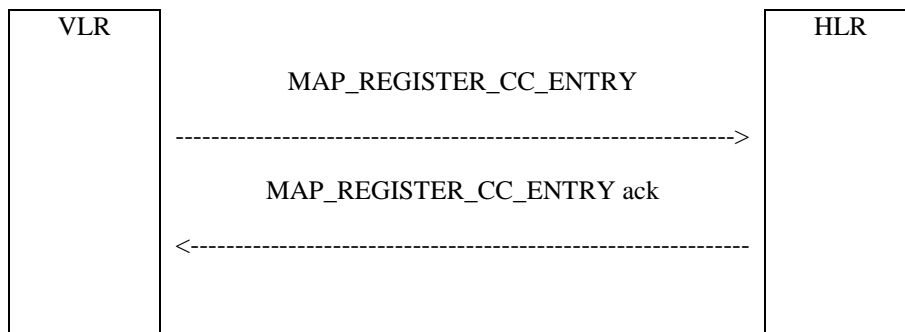 VLR
HLR
MAP_REGISTER_CC_ENTRY
MAP_REGISTER_CC_ENTRY ack